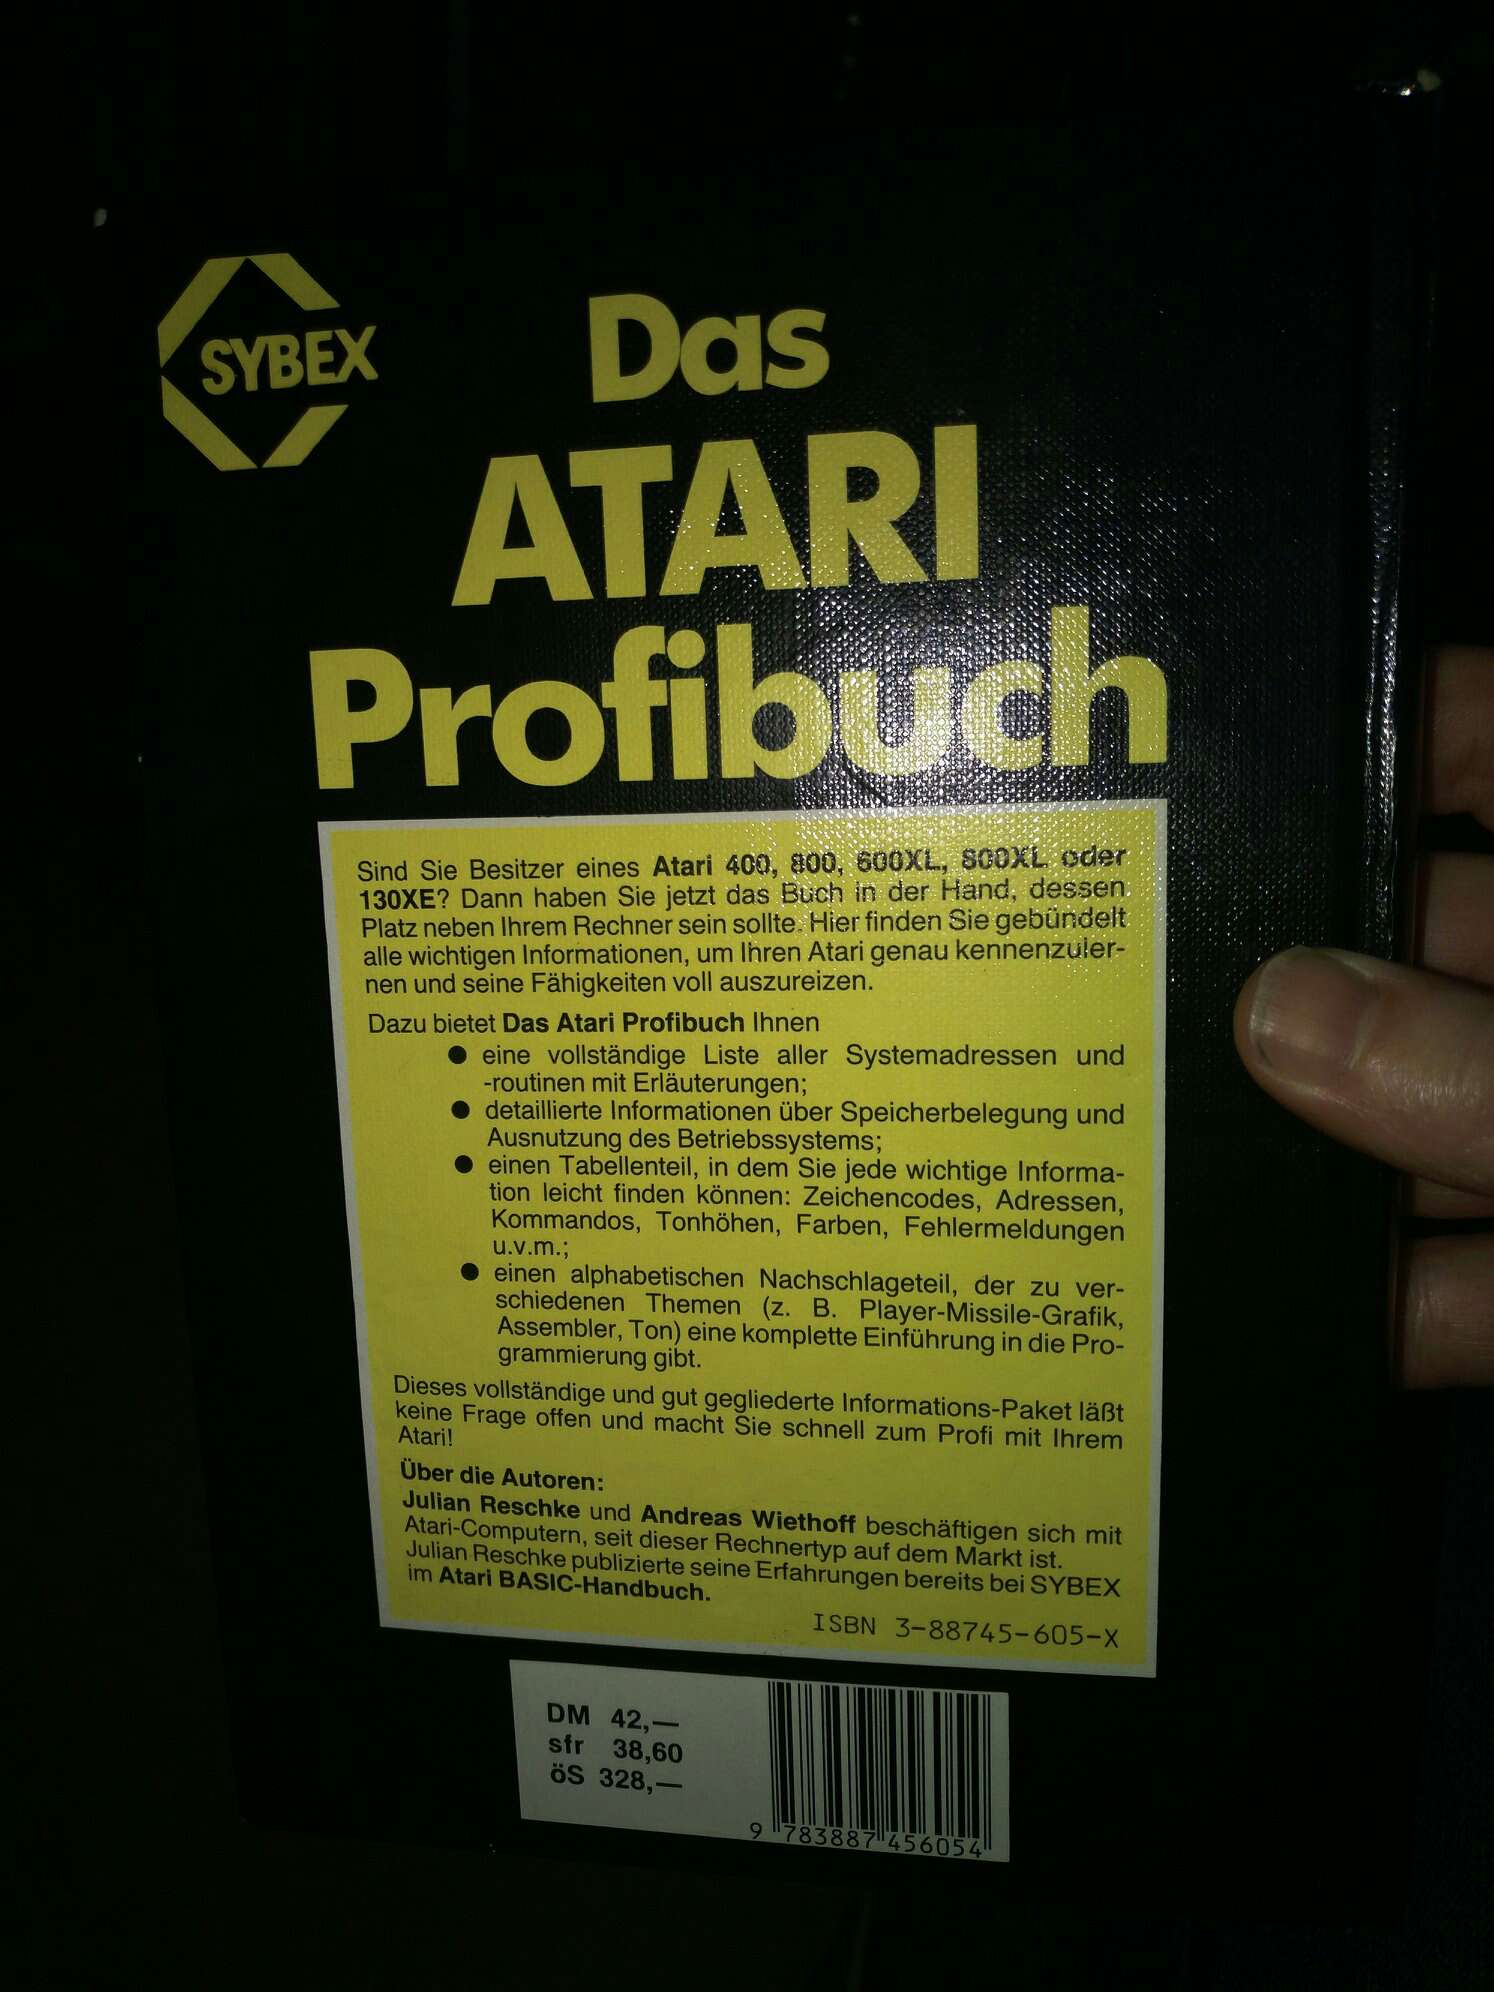 SYBEX
Das
ATARI
Profibuch
Sind Sie Besitzer eines Atari 400, 800, 600XL, 800XL oder
130XE? Dann haben Sie jetzt das Buch in der Hand, dessen
Platz neben Ihrem Rechner sein sollte. Hier finden Sie gebündelt
alle wichtigen Informationen, um Ihren Atari genau kennenzuler-
nen und seine Fähigkeiten voll auszureizen.
Dazu bietet Das Atari Profibuch Ihnen
● eine vollständige Liste aller Systemadressen und
-routinen mit Erläuterungen;
● detaillierte Informationen über Speicherbelegung und
Ausnutzung des Betriebssystems;
● einen Tabellenteil, in dem Sie jede wichtige Informa-
tion leicht finden können: Zeichencodes, Adressen,
Kommandos, Tonhöhen, Farben, Fehlermeldungen
u.v.m.;
● einen alphabetischen Nachschlageteil, der zu ver-
schiedenen Themen (z. B. Player-Missile-Grafik,
Assembler, Ton) eine komplette Einführung in die Pro-
grammierung gibt.
Dieses vollständige und gut gegliederte Informations-Paket läßt
keine Frage offen und macht Sie schnell zum Profi mit Ihrem
Atari!
Über die Autoren:
Julian Reschke und Andreas Wiethoff beschäftigen sich mit
Atari-Computern, seit dieser Rechnertyp auf dem Markt ist.
Julian Reschke publizierte seine Erfahrungen bereits bei SYBEX
im Atari BASIC-Handbuch.
ISBN 3-88745-605-X
DM 42,—
sfr 38,60
öS 328,—
9 783887 456054